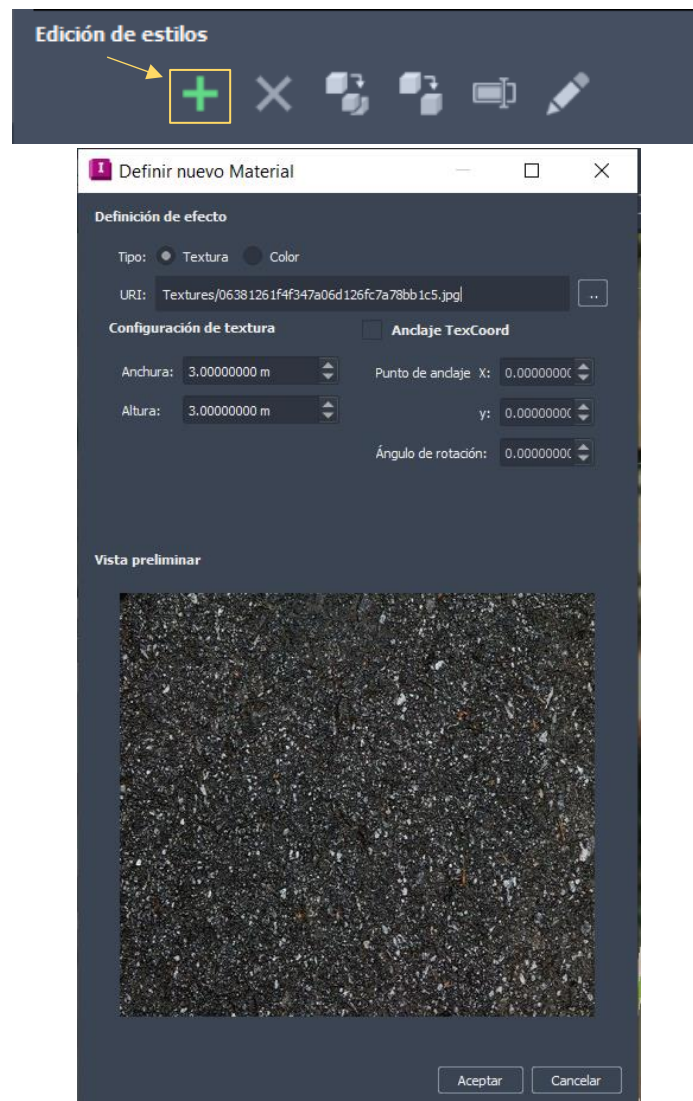 Edición de estilos
Definir nuevo Material
Definición de efecto
Tipo: Textura Color
URI: Textures/06381261f4f347a06d126fc7a78bb1c5.jpg ..
Configuración de textura Anclaje TexCoord
Anchura: 3.00000000 m Punto de anclaje X: 0.0000000(
Altura: 3.00000000 m y: 0.0000000(
Ángulo de rotación: 0.0000000(
Vista preliminar
Aceptar Cancelar